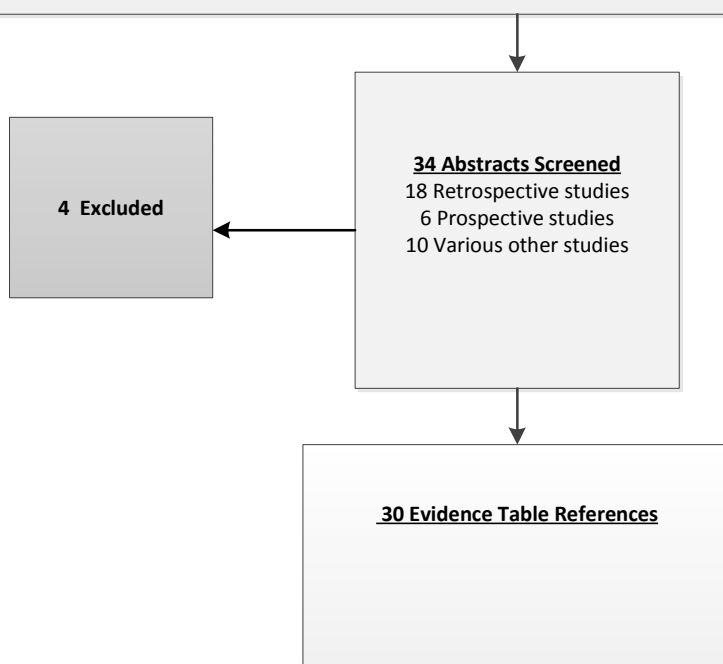 34 Abstracts Screened
18 Retrospective studies
6 Prospective studies
10 Various other studies
4 Excluded
30 Evidence Table References